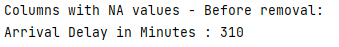 Columns with NA values - Before removal:
Arrival Delay in Minutes : 310